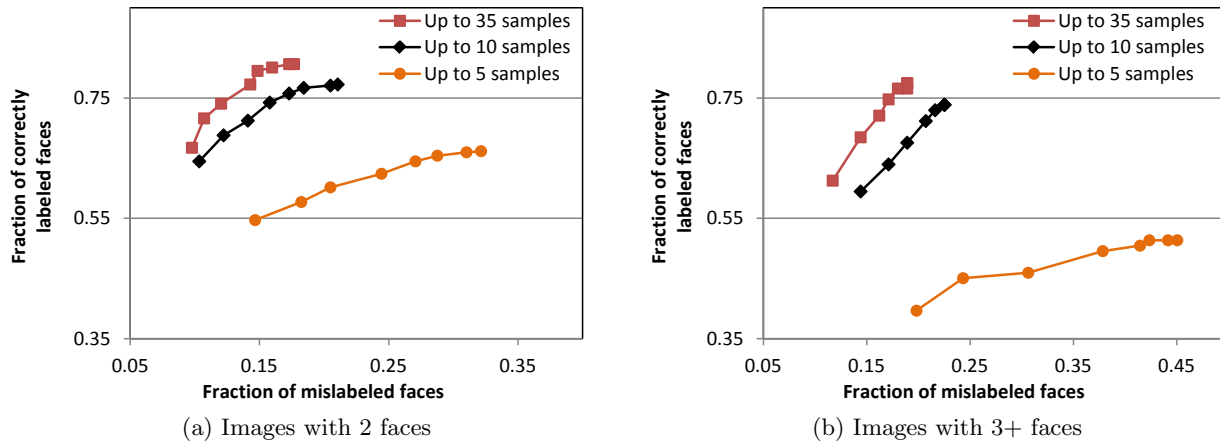 Up to 35 samples
Up to 10 samples
Up to 5 samples
0.75
0.55
0.35
0.05
0.15
0.25
0.35
Fraction of correctly
labeled faces
Fraction of mislabeled faces
(a) Images with 2 faces
Up to 35 samples
Up to 10 samples
Up to 5 samples
0.75
0.55
0.35
0.05
0.15
0.25
0.35
0.45
Fraction of correctly
labeled faces
Fraction of mislabeled faces
(b) Images with 3+ faces